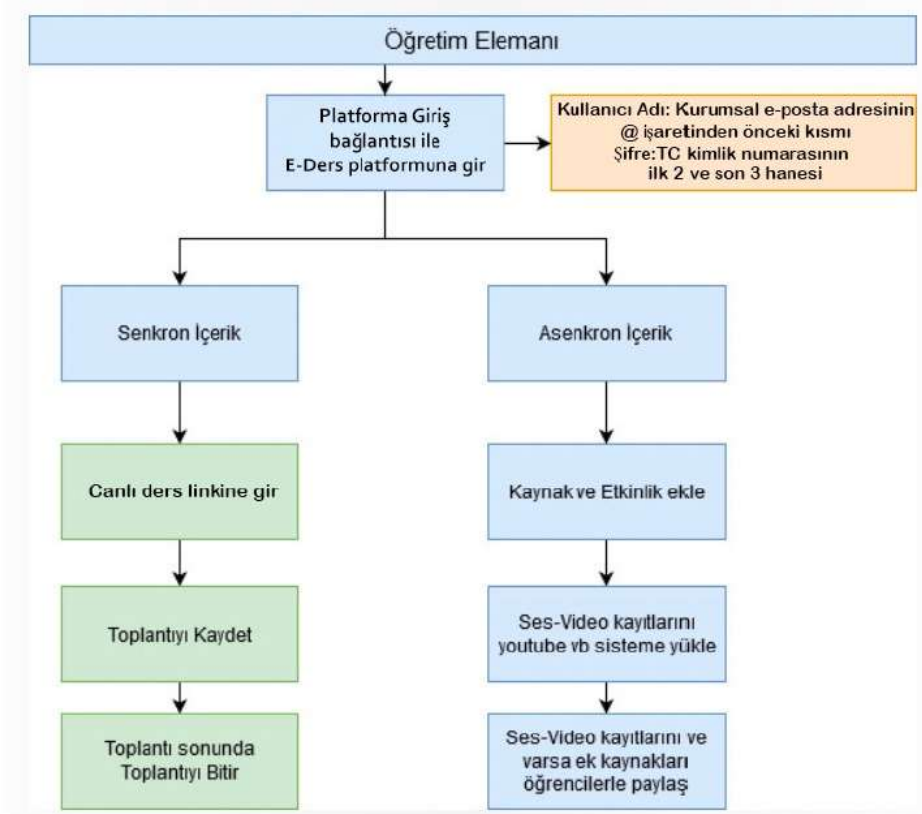 Öğretim Elemanı
Platforma Giriş
bağlantısı ile
E-Ders platformuna gir
Kullanıcı Adı: Kurumsal e-posta adresinin
@ işaretinden önceki kısmı
Şifre:TC kimlik numarasının
ilk 2 ve son 3 hanesi
Senkron İçerik
Asenkron İçerik
Canlı ders linkine gir
Kaynak ve Etkinlik ekle
Toplantıyı Kaydet
Ses-Video kayıtlarını
youtube vb sisteme yükle
Toplantı sonunda
Toplantıyı Bitir
Ses-Video kayıtlarını ve
varsa ek kaynakları
öğrencilerle paylaş